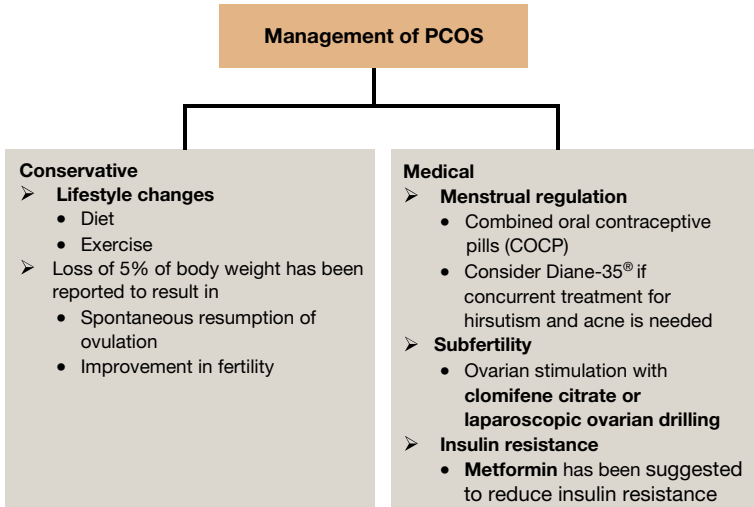 Management of PCOS
Conservative
➢ Lifestyle changes
• Diet
• Exercise
➢ Loss of 5% of body weight has been
reported to result in
• Spontaneous resumption of
ovulation
• Improvement in fertility
Medical
➢ Menstrual regulation
• Combined oral contraceptive
pills (COCP)
• Consider Diane-35® if
concurrent treatment for
hirsutism and acne is needed
➢ Subfertility
• Ovarian stimulation with
clomifene citrate or
laparoscopic ovarian drilling
➢ Insulin resistance
• Metformin has been suggested
to reduce insulin resistance